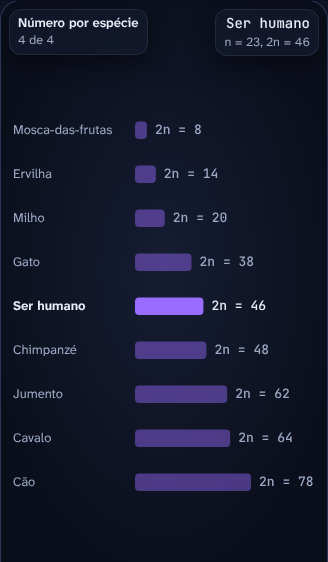 Número por espécie
4 de 4
Ser humano
n = 23, 2n = 46
Mosca-das-frutas 2n = 8
Ervilha 2n = 14
Milho 2n = 20
Gato 2n = 38
Ser humano 2n = 46
Chimpanzé 2n = 48
Jumento 2n = 62
Cavalo 2n = 64
Cão 2n = 78